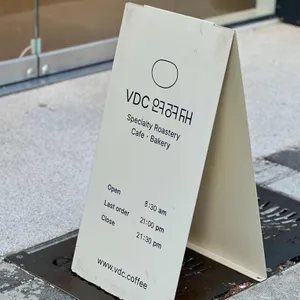 VDC
Specialty Roastery
Cafe - Bakery
Open 8:30 am
Last order 21:00 pm
Close 21:30 pm
www.vdc.coffee